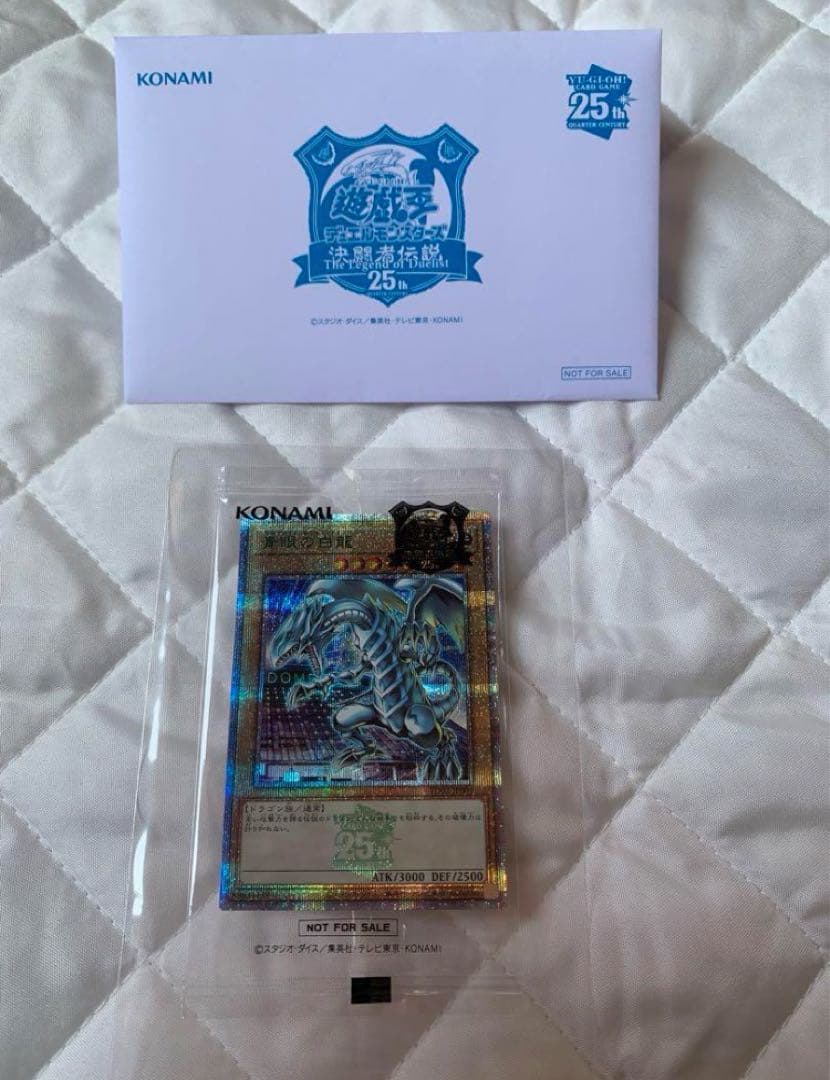 KONAMI
YU-GI-OH!
CARD GAME
25th
QUARTER CENTURY
遊戯王
デュエルモンスターズ
決闘者伝説
The Legend of Duelist
25th
QUARTER CENTURY
©スタジオ・ダイス／集英社・テレビ東京・KONAMI
NOT FOR SALE
KONAMI
青眼の白龍
25th
DOME
【ドラゴン族／通常】
25th
ATK/3000 DEF/2500
NOT FOR SALE
©スタジオ・ダイス／集英社・テレビ東京・KONAMI